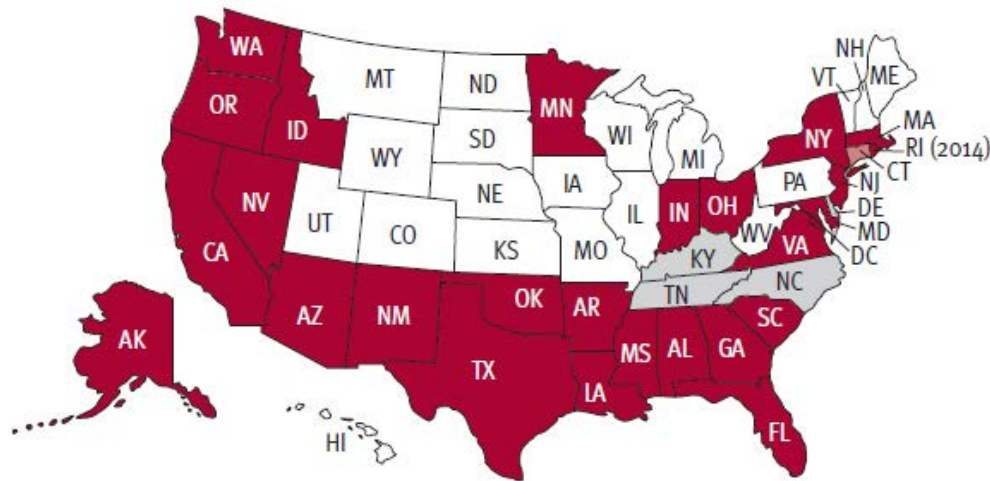 WA
MT
ND
MN
NH
VT
ME
OR
ID
SD
WI
NY
MA
WY
MI
RI (2014)
CT
NV
NE
IA
PA
NJ
UT
CO
IL
IN
OH
DE
CA
KS
MO
WV
VA
MD
DC
KY
NC
TN
AZ
NM
OK
AR
SC
AK
TX
MS
AL
GA
LA
HI
FL